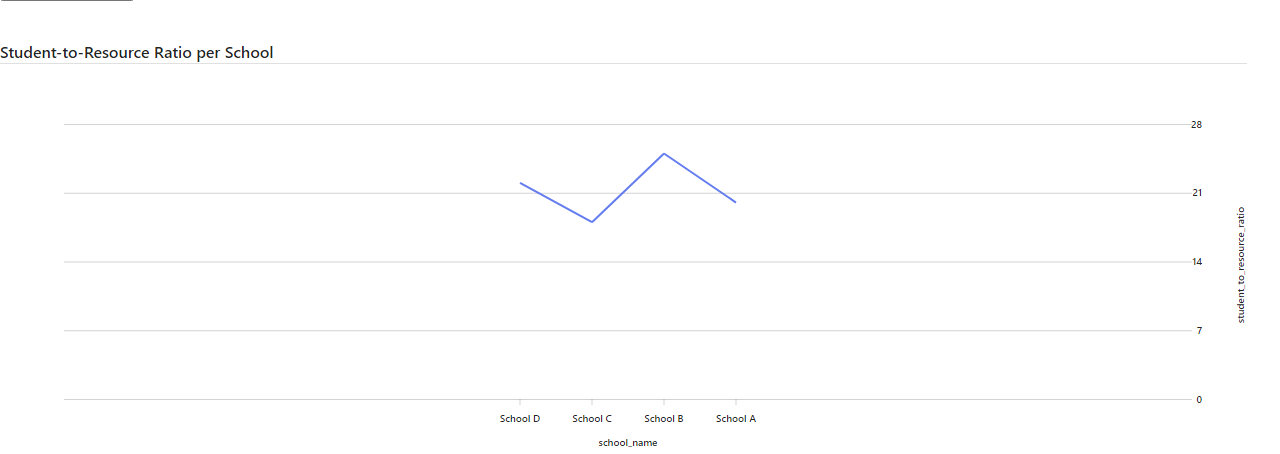 Student-to-Resource Ratio per School
28
21
14
7
0
student_to_resource_ratio
School D School C School B School A
school_name